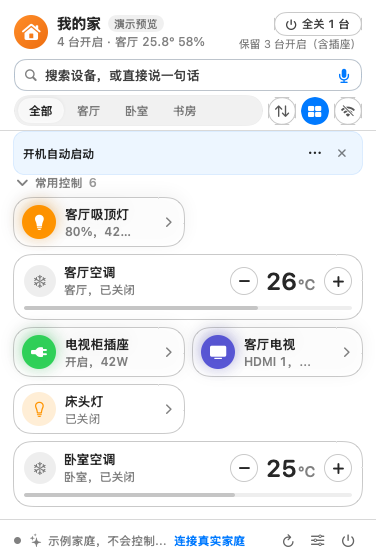 我的家 演示预览
全关 1 台
4 台开启 · 客厅 25.8° 58%
保留 3 台开启（含插座）
搜索设备，或直接说一句话
全部 客厅 卧室 书房
开机自动启动
常用控制 6
客厅吸顶灯
80%，42...
客厅空调
客厅，已关闭
26°C
电视柜插座
开启，42W
客厅电视
HDMI 1，...
床头灯
已关闭
卧室空调
卧室，已关闭
25°C
示例家庭，不会控制... 连接真实家庭